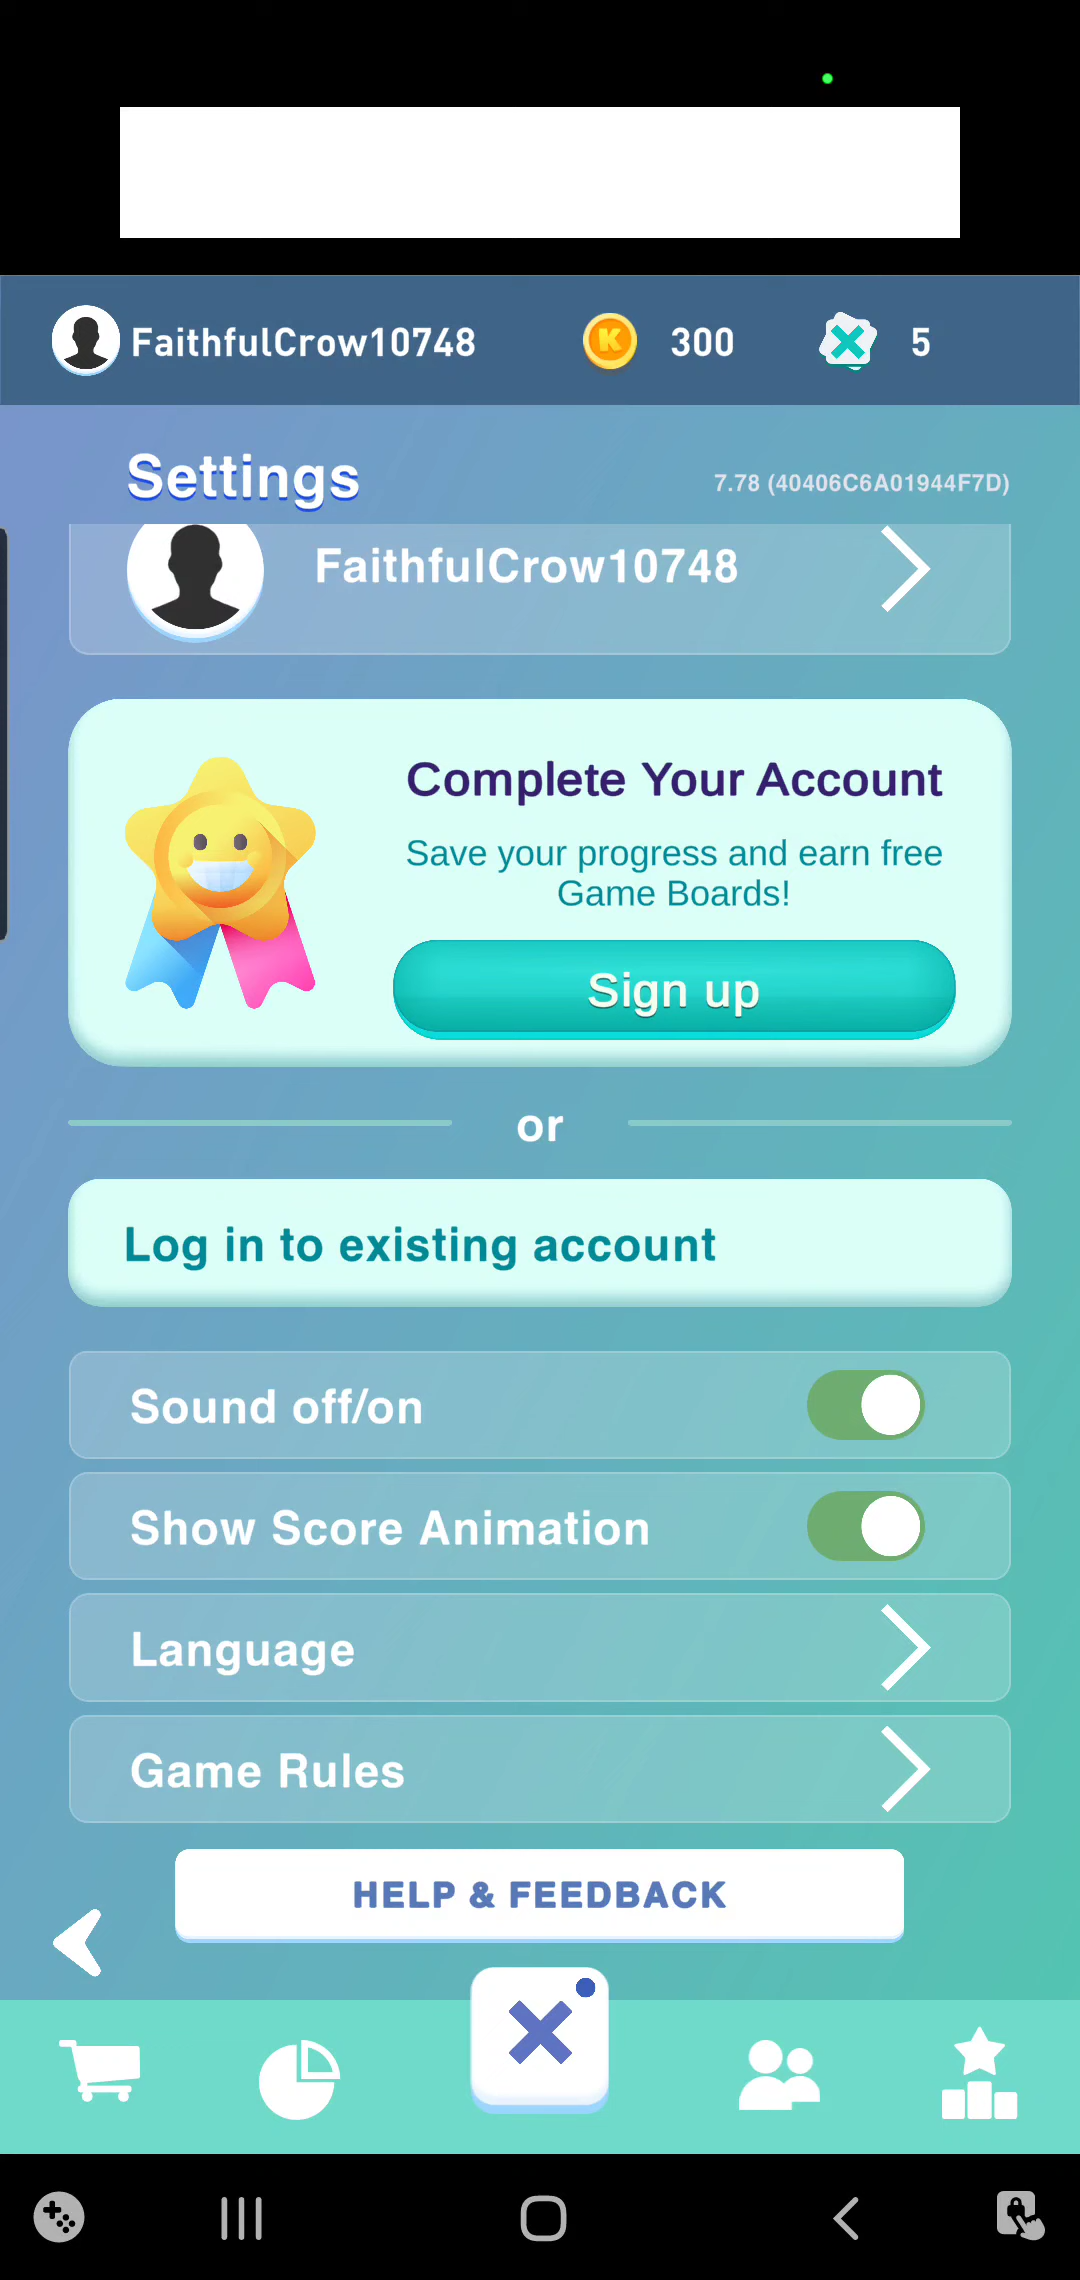 FaithfulCrow10748 K 300 5
Settings
7.78 (40406C6A01944F7D)
FaithfulCrow10748
Complete Your Account
Save your progress and earn free
Game Boards!
Sign up
or
Log in to existing account
Sound off/on
Show Score Animation
Language
Game Rules
HELP & FEEDBACK